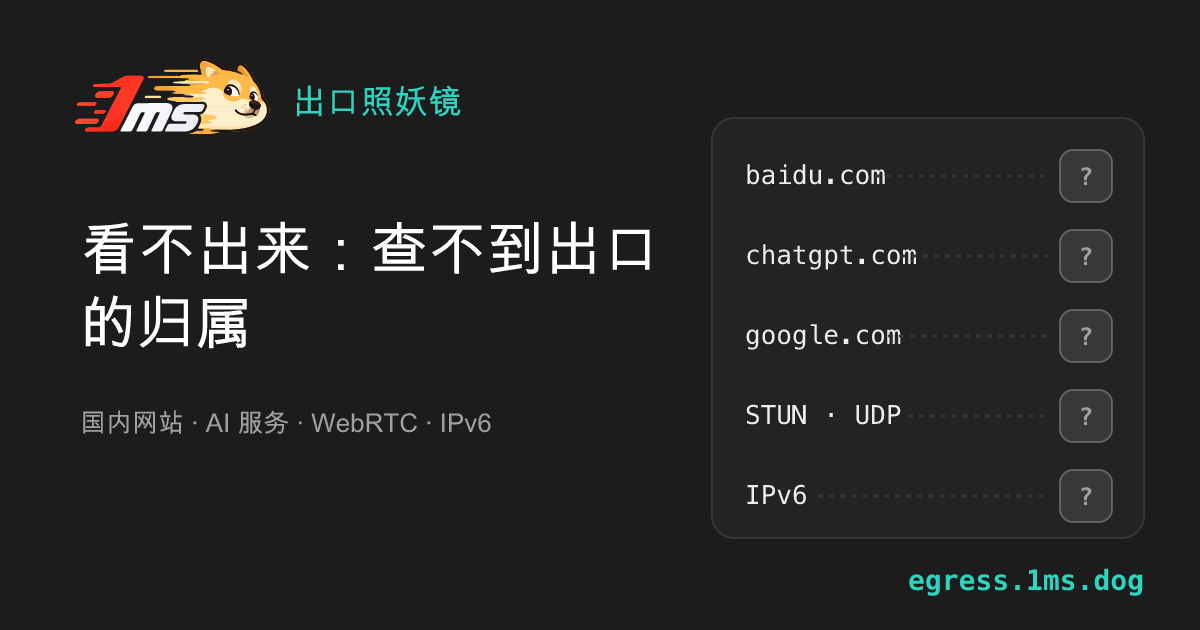 1ms
出口照妖镜
看不出来：查不到出口
的归属
国内网站 · AI 服务 · WebRTC · IPv6
baidu.com ?
chatgpt.com ?
google.com ?
STUN · UDP ?
IPv6 ?
egress.1ms.dog